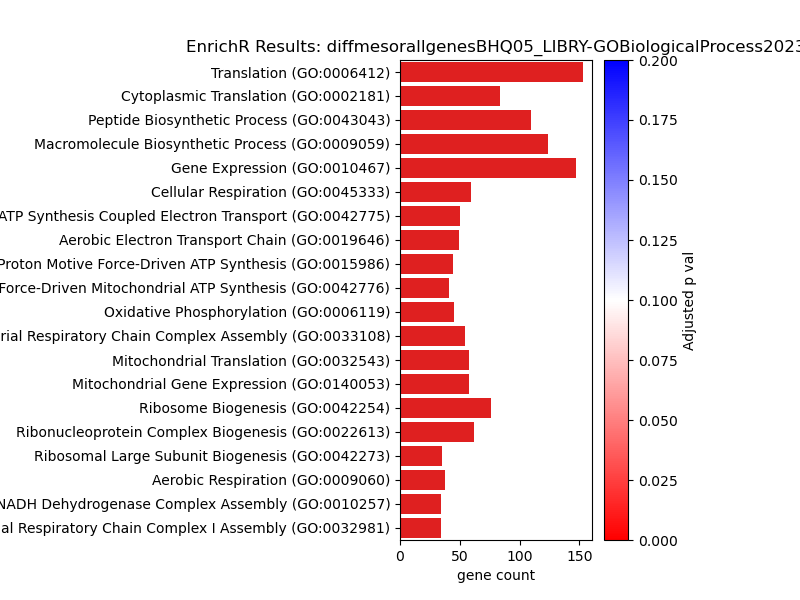 EnrichR Results: diffmesorallgenesBHQ05_LIBRY-GOBiologicalProcess2023
Translation (GO:0006412)
Cytoplasmic Translation (GO:0002181)
Peptide Biosynthetic Process (GO:0043043)
Macromolecule Biosynthetic Process (GO:0009059)
Gene Expression (GO:0010467)
Cellular Respiration (GO:0045333)
ATP Synthesis Coupled Electron Transport (GO:0042775)
Aerobic Electron Transport Chain (GO:0019646)
Proton Motive Force-Driven ATP Synthesis (GO:0015986)
Force-Driven Mitochondrial ATP Synthesis (GO:0042776)
Oxidative Phosphorylation (GO:0006119)
rial Respiratory Chain Complex Assembly (GO:0033108)
Mitochondrial Translation (GO:0032543)
Mitochondrial Gene Expression (GO:0140053)
Ribosome Biogenesis (GO:0042254)
Ribonucleoprotein Complex Biogenesis (GO:0022613)
Ribosomal Large Subunit Biogenesis (GO:0042273)
Aerobic Respiration (GO:0009060)
NADH Dehydrogenase Complex Assembly (GO:0010257)
al Respiratory Chain Complex I Assembly (GO:0032981)
0 50 100 150
gene count
0.200
0.175
0.150
0.125
0.100
0.075
0.050
0.025
0.000
Adjusted p val